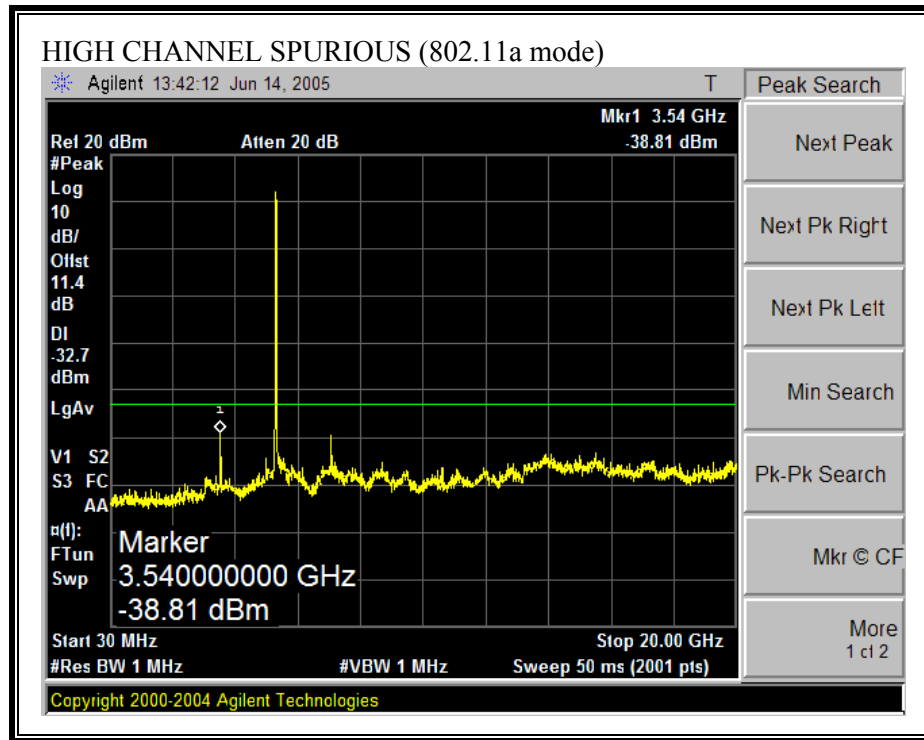 HIGH CHANNEL SPURIOUS (802.11a mode)
Agilent 13:42:12 Jun 14, 2005 T
Peak Search
Mkr1 3.54 GHz
Ref 20 dBm Atten 20 dB -38.81 dBm
#Peak
Log
10
dB/
Offst
11.4
dB
DI
-32.7
dBm
LgAv
1
V1 S2
S3 FC
AA
¤(f):
FTun
Swp
Marker
3.540000000 GHz
-38.81 dBm
Start 30 MHz Stop 20.00 GHz
#Res BW 1 MHz #VBW 1 MHz Sweep 50 ms (2001 pts)
Copyright 2000-2004 Agilent Technologies
Next Peak
Next Pk Right
Next Pk Left
Min Search
Pk-Pk Search
Mkr © CF
More
1 of 2